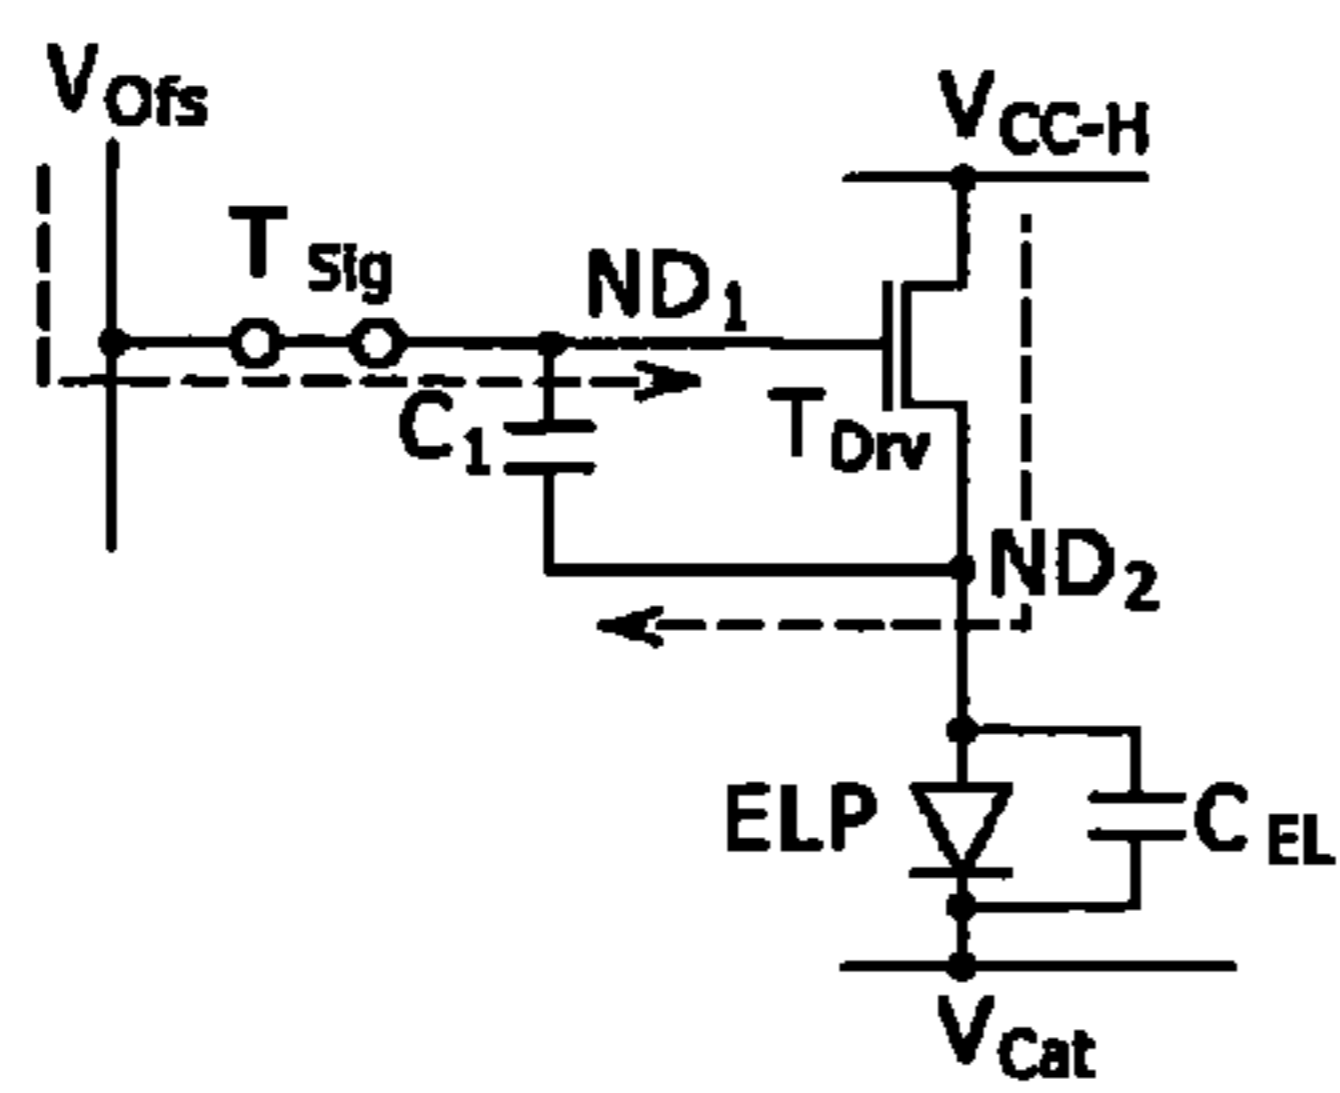 VOfs
VCC-H
TSig
ND1
C1
TDrv
ND2
ELP
CEL
VCat